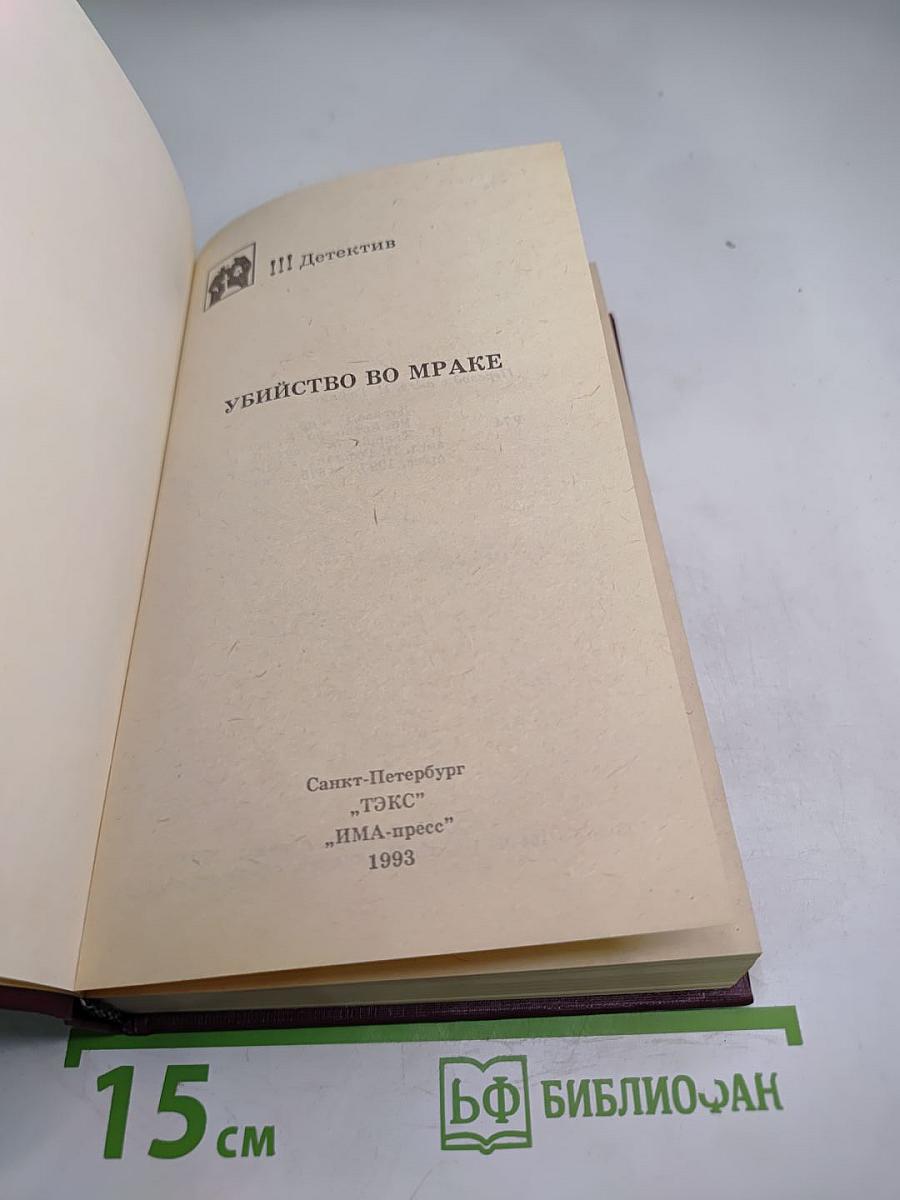 !!! Детектив
УБИЙСТВО ВО МРАКЕ
Санкт-Петербург
„ТЭКС”
„ИМА-пресс”
1993
15 см
БФ БИБЛИОФАН